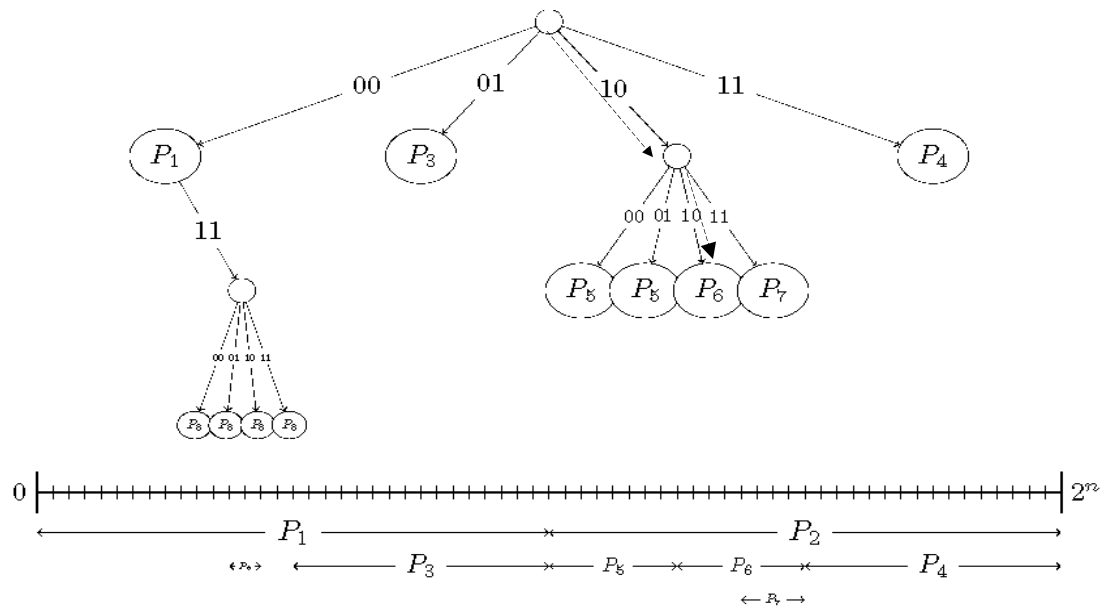 00 01 10 11
P₁ P₃ P₄
11
00 01 10 11
P₅ P₅ P₆ P₇
00 01 10 11
P₈ P₈ P₈ P₈
0 2ⁿ
P₁ P₂
P₃ P₅ P₆ P₄
P₇